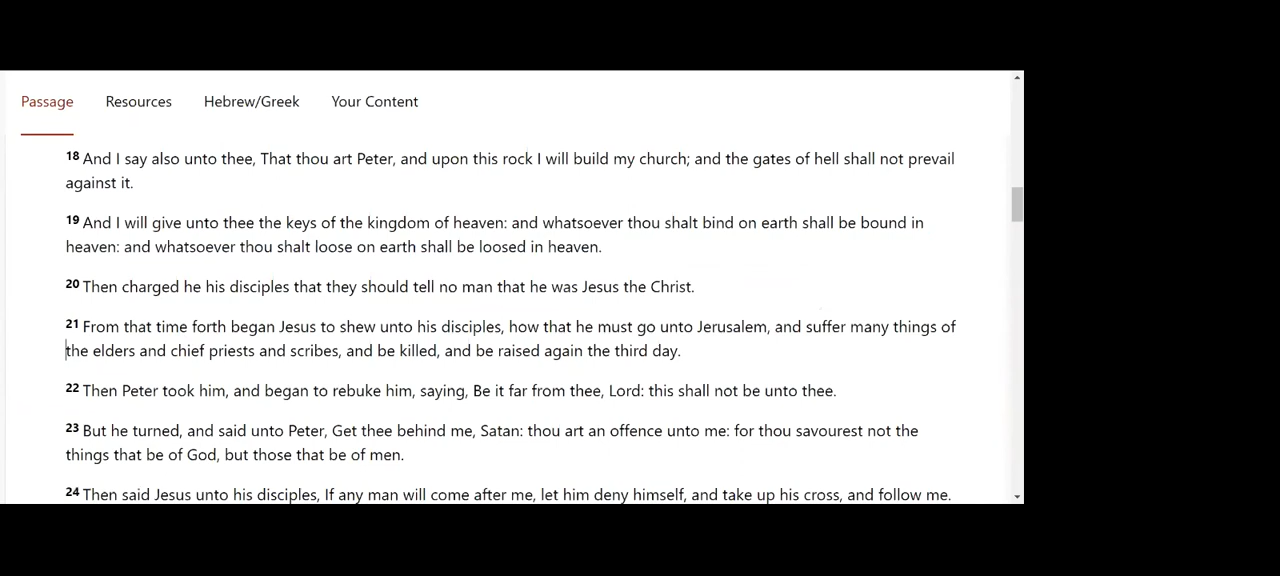 Passage Resources Hebrew/Greek Your Content
18 And I say also unto thee, That thou art Peter, and upon this rock I will build my church; and the gates of hell shall not prevail
against it.
19 And I will give unto thee the keys of the kingdom of heaven: and whatsoever thou shalt bind on earth shall be bound in
heaven: and whatsoever thou shalt loose on earth shall be loosed in heaven.
20 Then charged he his disciples that they should tell no man that he was Jesus the Christ.
21 From that time forth began Jesus to shew unto his disciples, how that he must go unto Jerusalem, and suffer many things of
the elders and chief priests and scribes, and be killed, and be raised again the third day.
22 Then Peter took him, and began to rebuke him, saying, Be it far from thee, Lord: this shall not be unto thee.
23 But he turned, and said unto Peter, Get thee behind me, Satan: thou art an offence unto me: for thou savourest not the
things that be of God, but those that be of men.
24 Then said Jesus unto his disciples, If any man will come after me, let him deny himself, and take up his cross, and follow me.